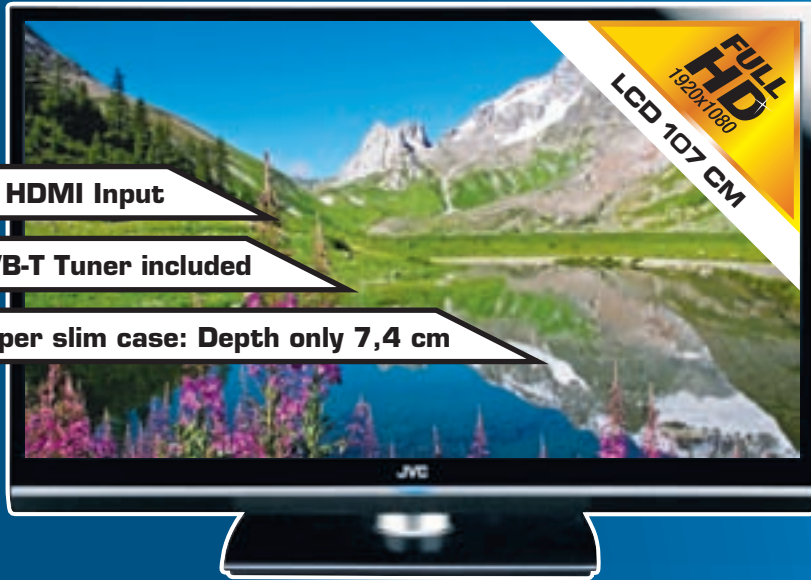 FULL
HD
1920x1080
LCD 107 CM
HDMI Input
VB-T Tuner included
per slim case: Depth only 7,4 cm
JVC